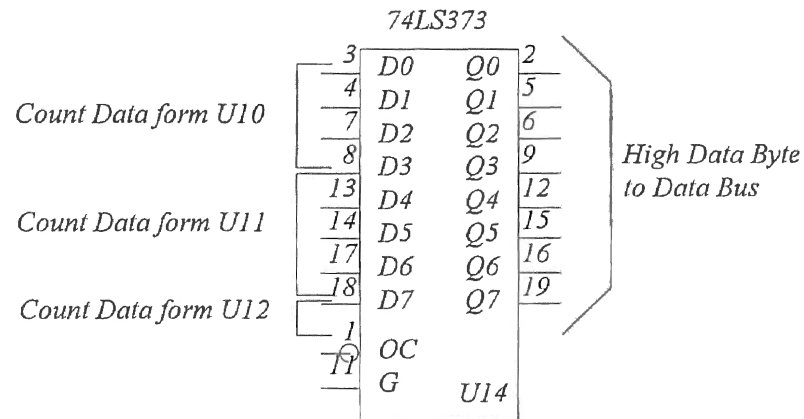 74LS373
3 D0 Q0 2
4 D1 Q1 5
Count Data form U10
7 D2 Q2 6
8 D3 Q3 9
High Data Byte
to Data Bus
13 D4 Q4 12
Count Data form U11
14 D5 Q5 15
17 D6 Q6 16
18 D7 Q7 19
Count Data form U12
1 OC
11 G
U14